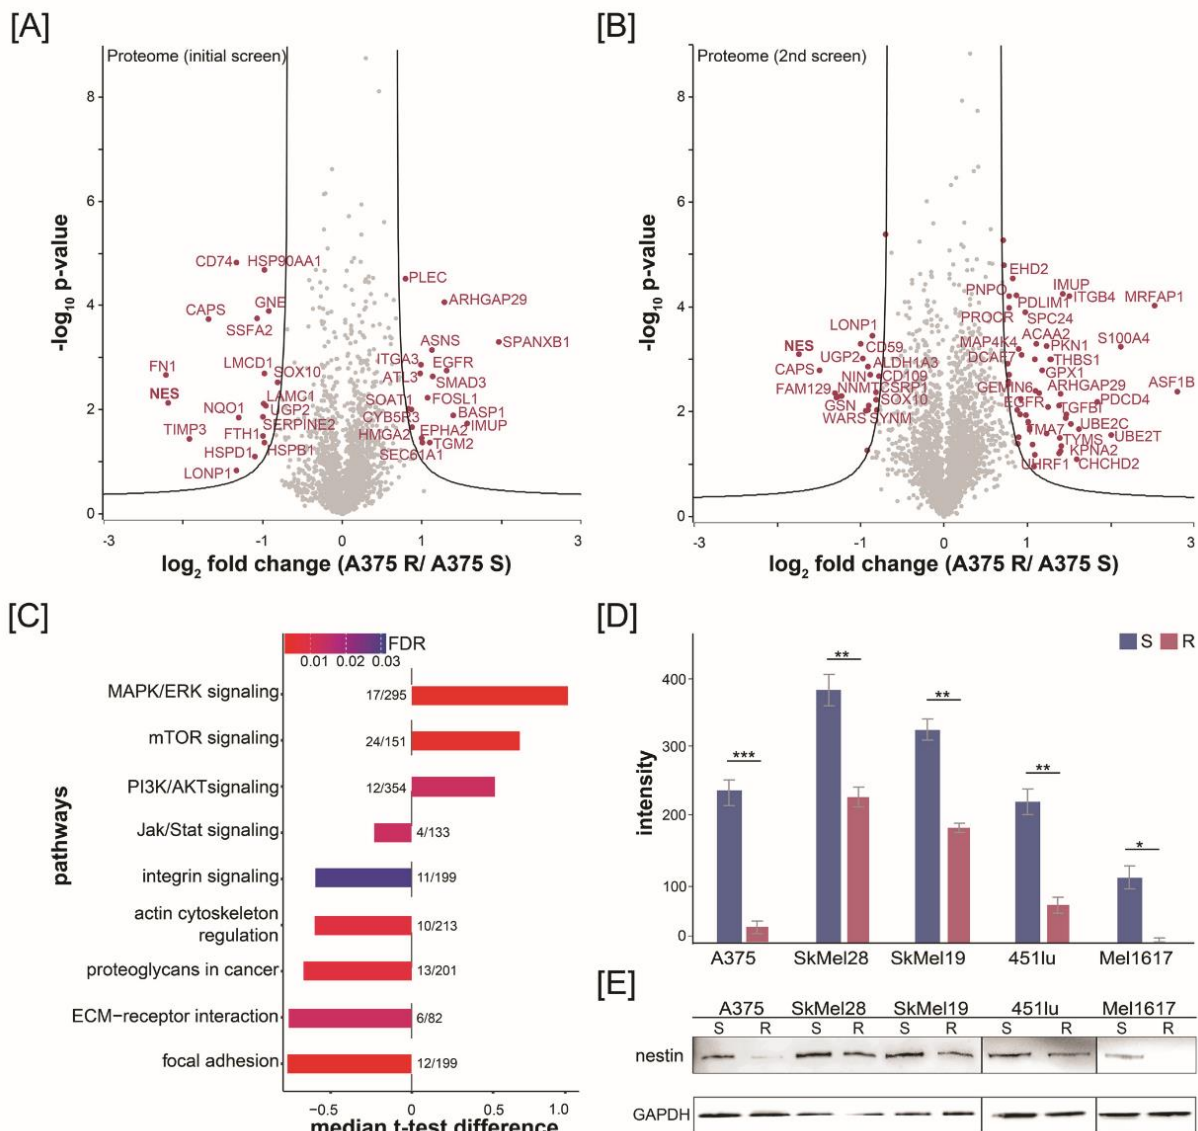 [A]
Proteome (initial screen)
-log10 p-value
8
6
4
2
0
CD74
HSP90AA1
CAPS
GNE
SSFA2
FN1
LMCD1
SOX10
NES
LAMC1
NQO1
UGP2
SERPINE2
TIMP3
FTH1
HSPD1
HSPB1
LONP1
PLEC
ARHGAP29
ASNS
SPANXB1
ITGA3
EGFR
ATL3
SMAD3
SOAT1
FOSL1
CYB5R3
BASP1
IMUP
HMGA2
EPHA2
TGM2
SEC61A1
-3
-1
0
1
3
log2 fold change (A375 R/ A375 S)
[B]
Proteome (2nd screen)
-log10 p-value
8
6
4
2
0
LONP1
NES
CD59
UGP2
ALDH1A3
CAPS
NIN
CD109
FAM129
NNMT
CSRP1
GSN
SOX10
WARS
SYNM
EHD2
PNPO
IMUP
ITGB4
MRFAP1
PDLIM1
PROCR
SPC24
ACAA2
MAP4K4
PKN1
S100A4
DCAF7
THBS1
GPX1
GEMIN6
ARHGAP29
ASF1B
EGFR
TGFBI
PDCD4
TMA7
UBE2C
TYMS
UBE2T
KPNA2
UHRF1
CHCHD2
-3
-1
0
1
3
log2 fold change (A375 R/ A375 S)
[C]
FDR
0.01 0.02 0.03
pathways
MAPK/ERK signaling
17/295
mTOR signaling
24/151
PI3K/AKTsignaling
12/354
Jak/Stat signaling
4/133
integrin signaling
11/199
actin cytoskeleton
regulation
10/213
proteoglycans in cancer
13/201
ECM−receptor interaction
6/82
focal adhesion
12/199
−0.5 0 0.5 1.0
median t-test difference
[D]
S R
intensity
400
300
200
100
0
***
**
**
**
*
A375 SkMel28 SkMel19 451lu Mel1617
[E]
A375 SkMel28 SkMel19 451lu Mel1617
S R S R S R S R S R
nestin
GAPDH